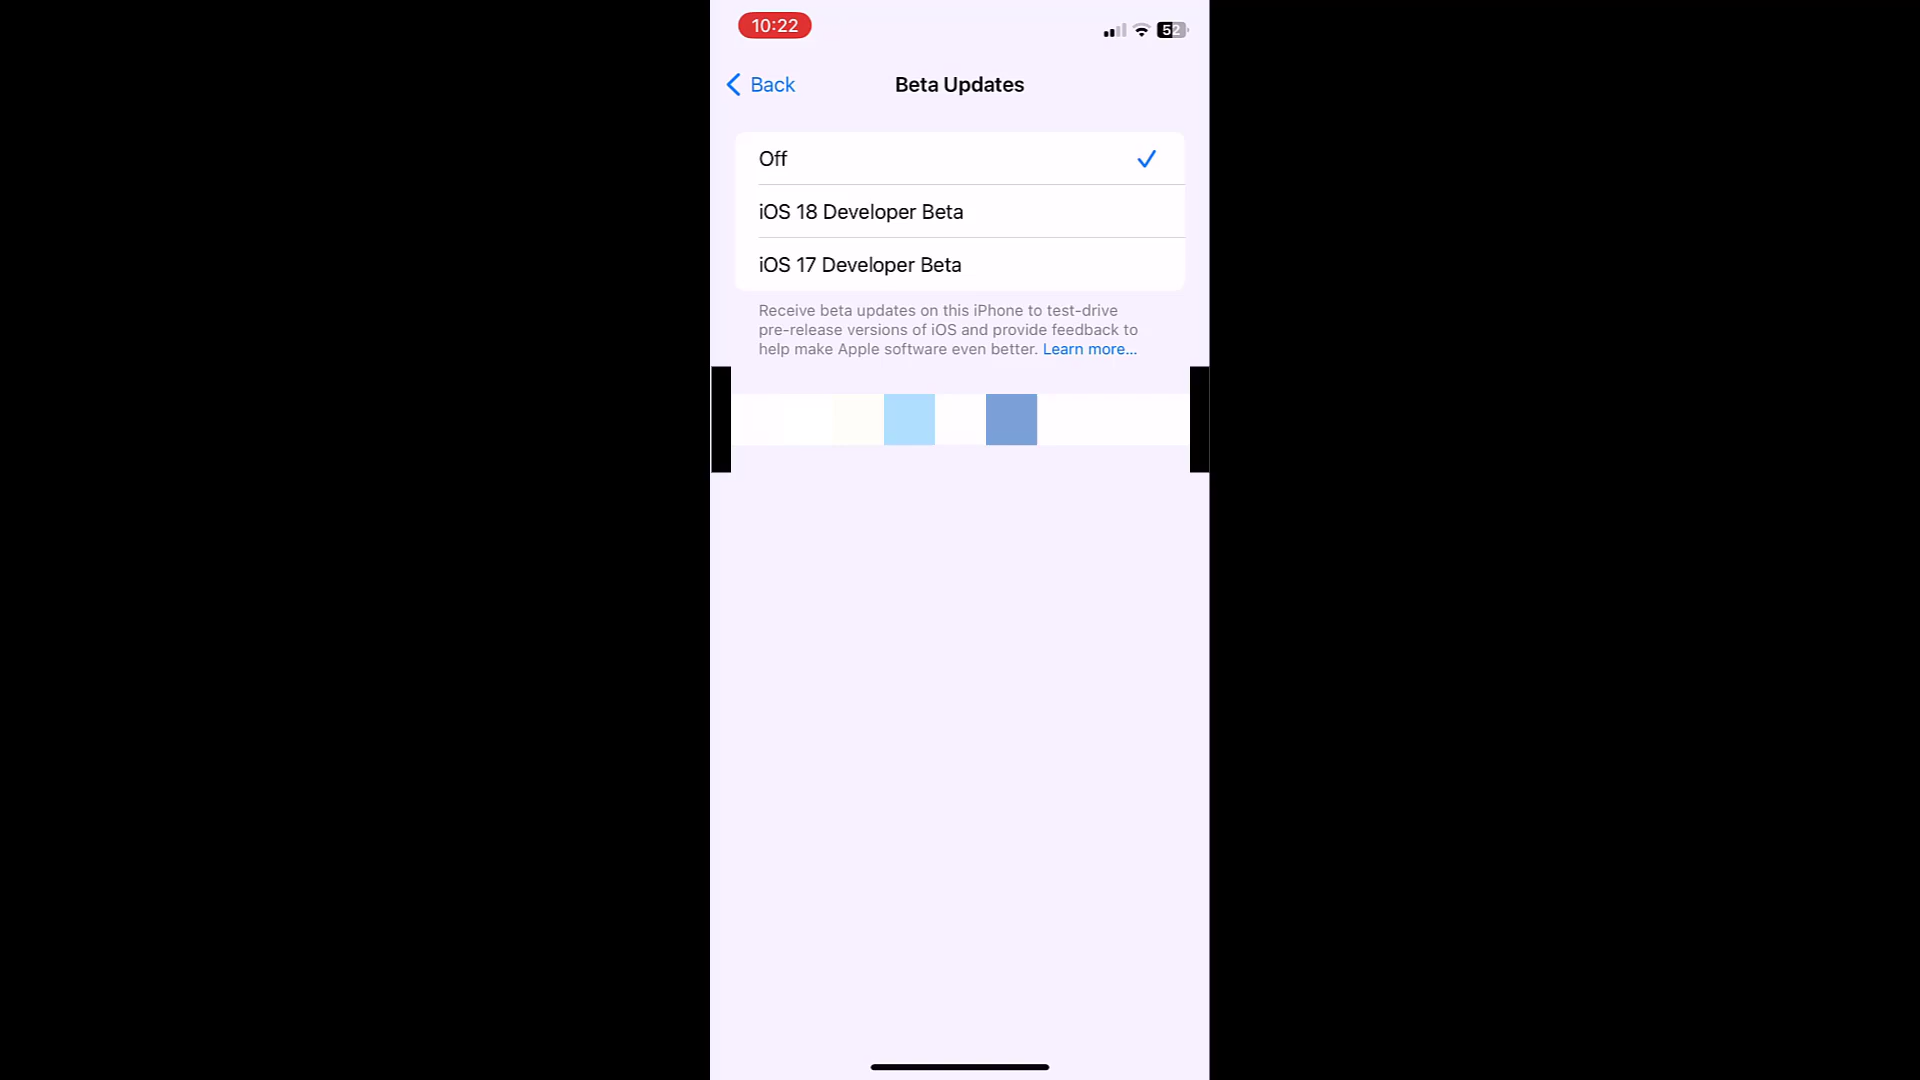 10:22
52
Back
Beta Updates
Off
iOS 18 Developer Beta
iOS 17 Developer Beta
Receive beta updates on this iPhone to test-drive
pre-release versions of iOS and provide feedback to
help make Apple software even better. Learn more...